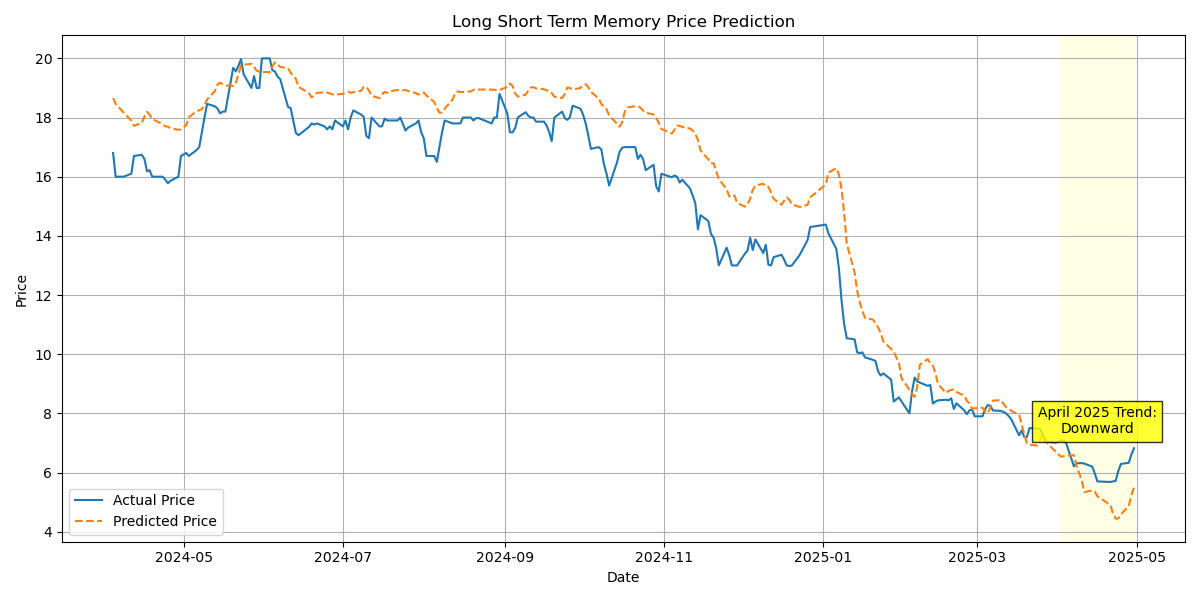 Long Short Term Memory Price Prediction
Price
20
18
16
14
12
10
8
6
4
April 2025 Trend:
Downward
Actual Price
Predicted Price
2024-05
2024-07
2024-09
2024-11
2025-01
2025-03
2025-05
Date